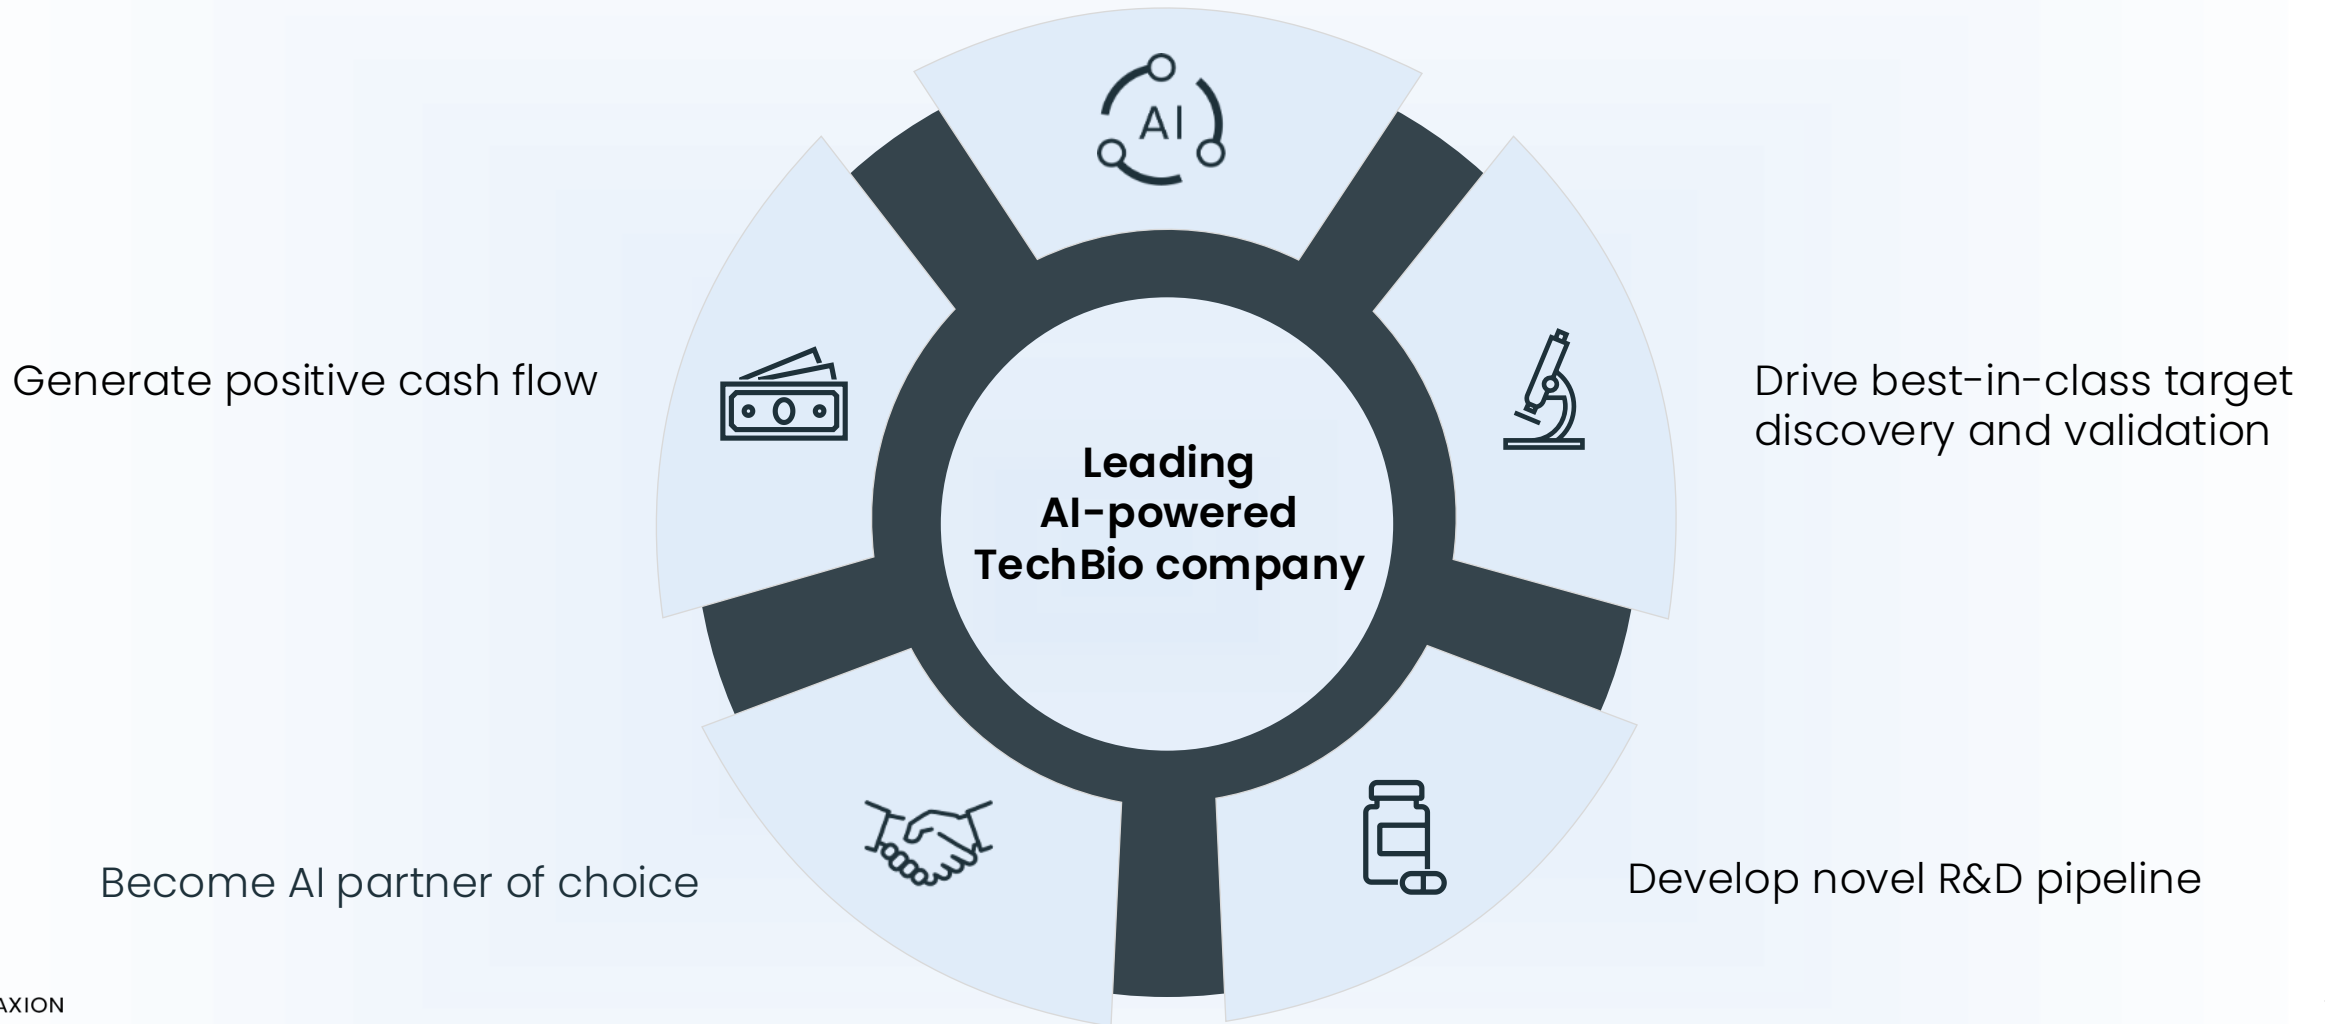 AI
Generate positive cash flow
Drive best-in-class target
discovery and validation
Leading
AI-powered
TechBio company
Become AI partner of choice
Develop novel R&D pipeline
AXION